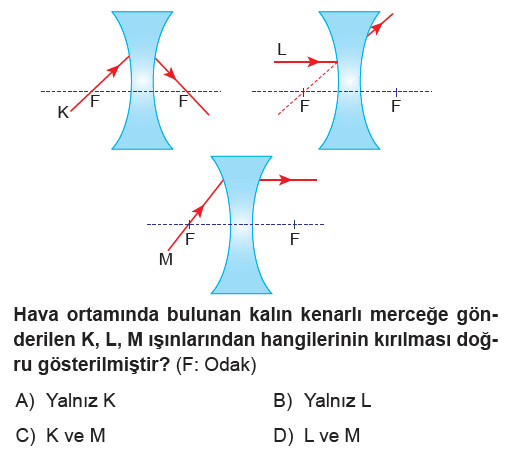 L
F
F
K
F
F
F
F
M
Hava ortamında bulunan kalın kenarlı merceğe gön-
derilen K, L, M ışınlarından hangilerinin kırılması doğ-
ru gösterilmiştir? (F: Odak)
A) Yalnız K
B) Yalnız L
C) K ve M
D) L ve M